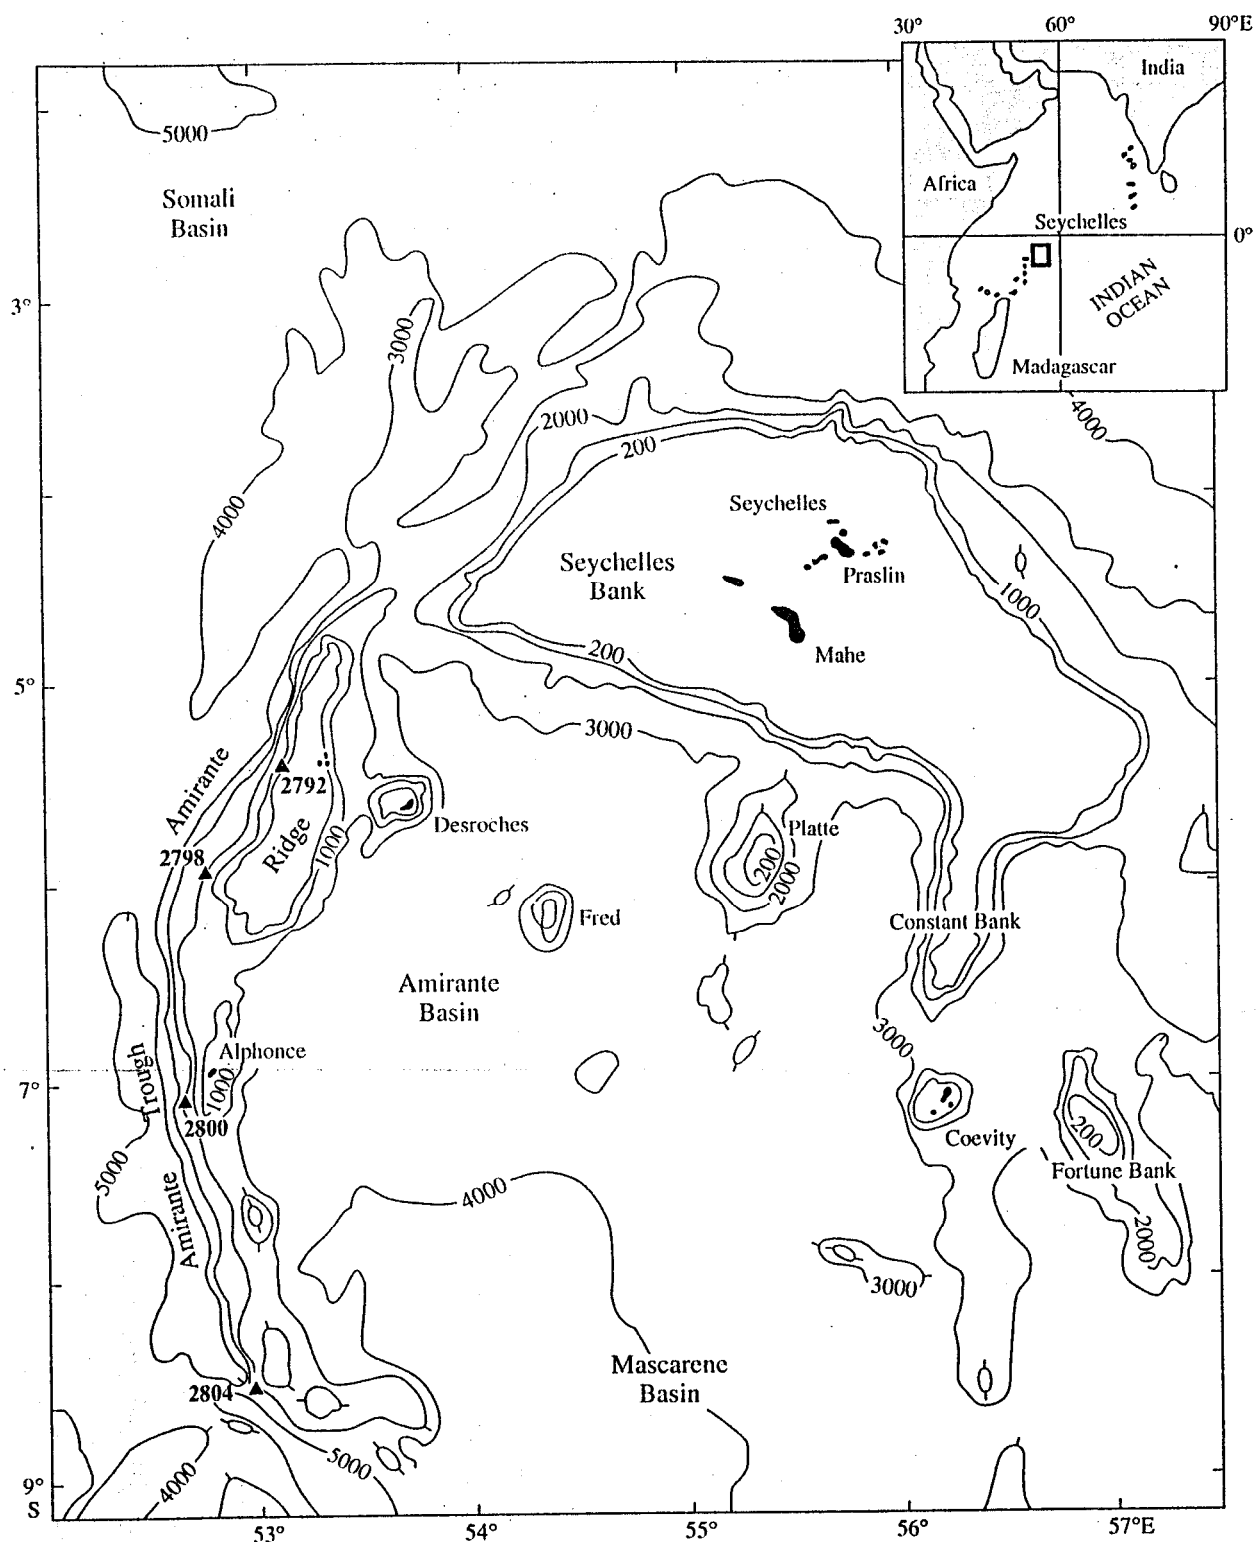 30°
60°
90°E
India
Africa
Seychelles
0°
INDIAN
OCEAN
Madagascar
5000
Somali
Basin
3°
3000
2000
200
4000
4000
Seychelles
Praslin
Seychelles
Bank
1000
Mahe
200
5°
3000
Amirante
2792
Ridge
1000
Desroches
2798
Platte
200
2000
Fred
Constant Bank
Amirante
Basin
3000
Trough
Alphonce
1000
7°
2800
Coevity
200
Fortune Bank
5000
Amirante
4000
2000
3000
Mascarene
Basin
2804
5000
4000
9°
S
53°
54°
55°
56°
57°E